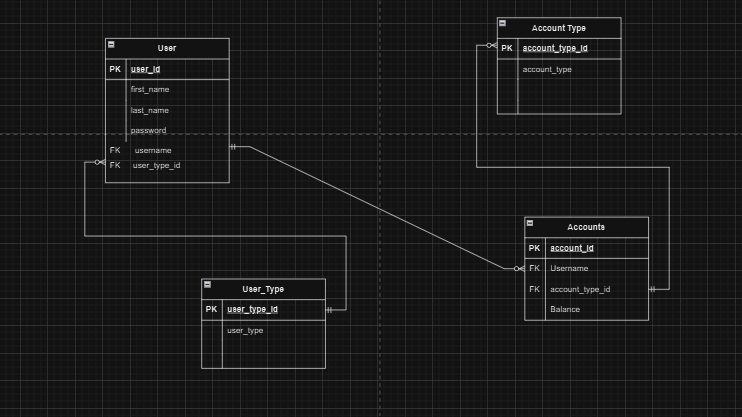 User
PK user_id
first_name
last_name
password
FK username
FK user_type_id
Account Type
PK account_type_id
account_type
User_Type
PK user_type_id
user_type
Accounts
PK account_id
FK Username
FK account_type_id
Balance